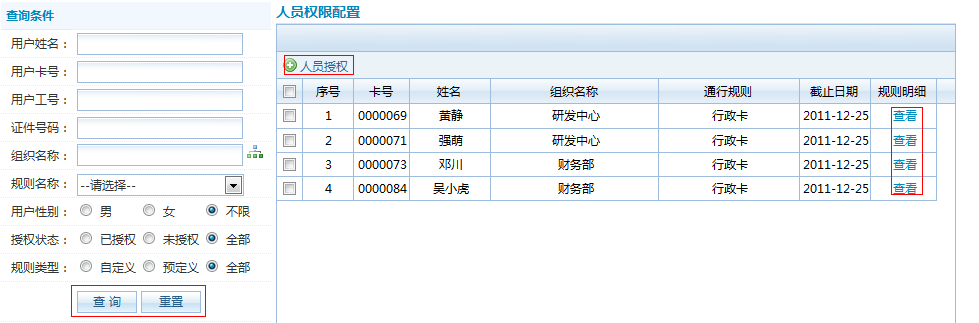 查询条件
用户姓名：
用户卡号：
用户工号：
证件号码：
组织名称：
规则名称： --请选择--
用户性别： 男 女 不限
授权状态： 已授权 未授权 全部
规则类型： 自定义 预定义 全部
查 询 重置
人员权限配置
人员授权
序号 卡号 姓名 组织名称 通行规则 截止日期 规则明细
1 0000069 黄静 研发中心 行政卡 2011-12-25 查看
2 0000071 强萌 研发中心 行政卡 2011-12-25 查看
3 0000073 邓川 财务部 行政卡 2011-12-25 查看
4 0000084 吴小虎 财务部 行政卡 2011-12-25 查看